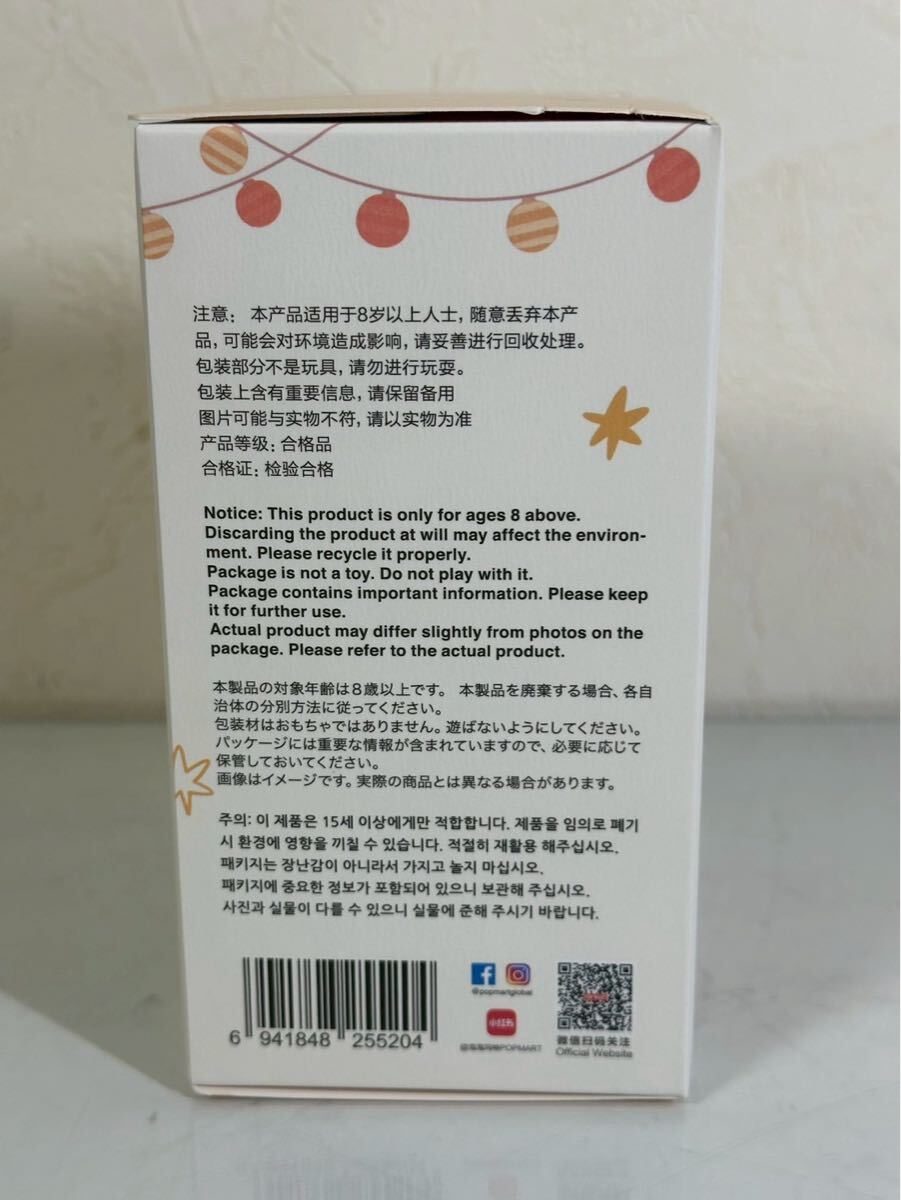 注意： 本产品适用于8岁以上人士，随意丢弃本产
品，可能会对环境造成影响，请妥善进行回收处理。
包装部分不是玩具，请勿进行玩耍。
包装上含有重要信息，请保留备用
图片可能与实物不符，请以实物为准
产品等级：合格品
合格证：检验合格
Notice: This product is only for ages 8 above.
Discarding the product at will may affect the environ-
ment. Please recycle it properly.
Package is not a toy. Do not play with it.
Package contains important information. Please keep
it for further use.
Actual product may differ slightly from photos on the
package. Please refer to the actual product.
本製品の対象年齢は８歳以上です。 本製品を廃棄する場合、各自
治体の分別方法に従ってください。
包装材はおもちゃではありません。遊ばないようにしてください。
パッケージには重要な情報が含まれていますので、必要に応じて
保管しておいてください。
画像はイメージです。実際の商品とは異なる場合があります。
주의: 이 제품은 15세 이상에게만 적합합니다. 제품을 임의로 폐기
시 환경에 영향을 끼칠 수 있습니다. 적절히 재활용 해주십시오.
패키지는 장난감이 아니라서 가지고 놀지 마십시오.
패키지에 중요한 정보가 포함되어 있으니 보관해 주십시오.
사진과 실물이 다를 수 있으니 실물에 준해 주시기 바랍니다.
6 941848 255204
@popmartglobal
小红书
POPMART
微信扫码关注
Official Website